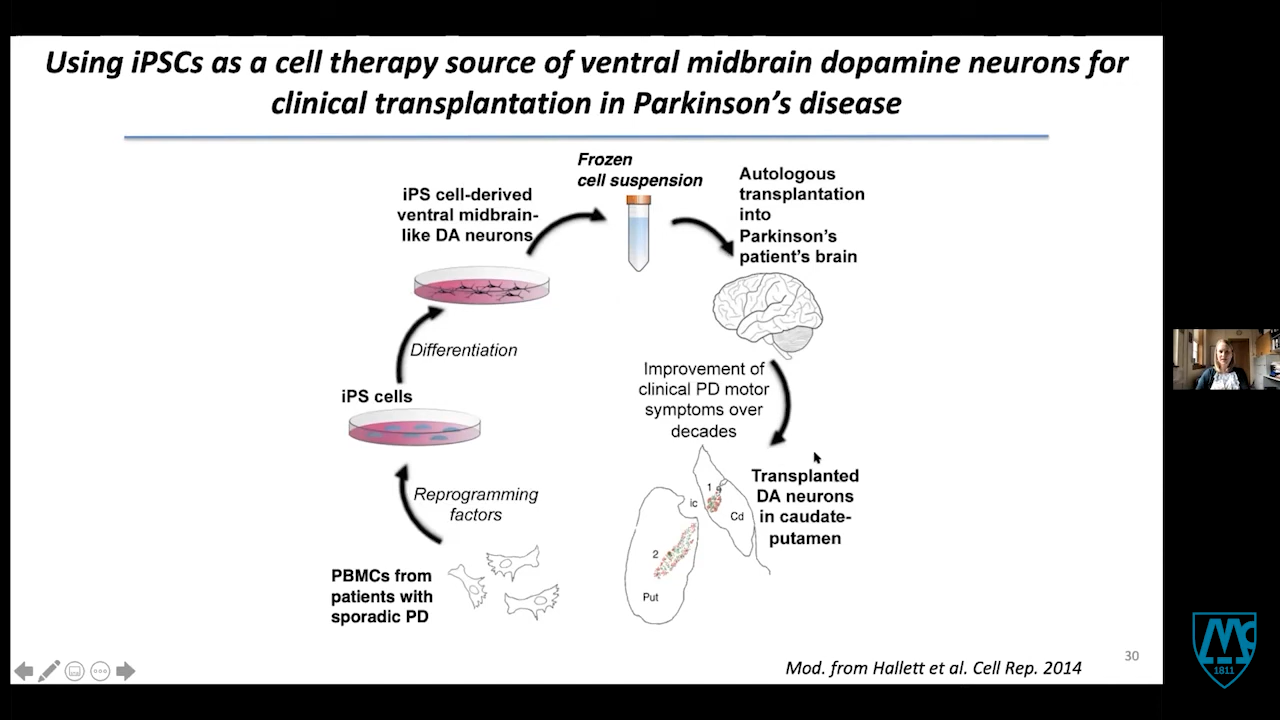 Using iPSCs as a cell therapy source of ventral midbrain dopamine neurons for
clinical transplantation in Parkinson's disease
Frozen
cell suspension
iPS cell-derived
ventral midbrain-
like DA neurons
Autologous
transplantation
into
Parkinson's
patient's brain
Differentiation
iPS cells
Improvement of
clinical PD motor
symptoms over
decades
Reprogramming
factors
Transplanted
DA neurons
in caudate-
putamen
1
ic
Cd
2
Put
PBMCs from
patients with
sporadic PD
30
Mod. from Hallett et al. Cell Rep. 2014
Mc
1811